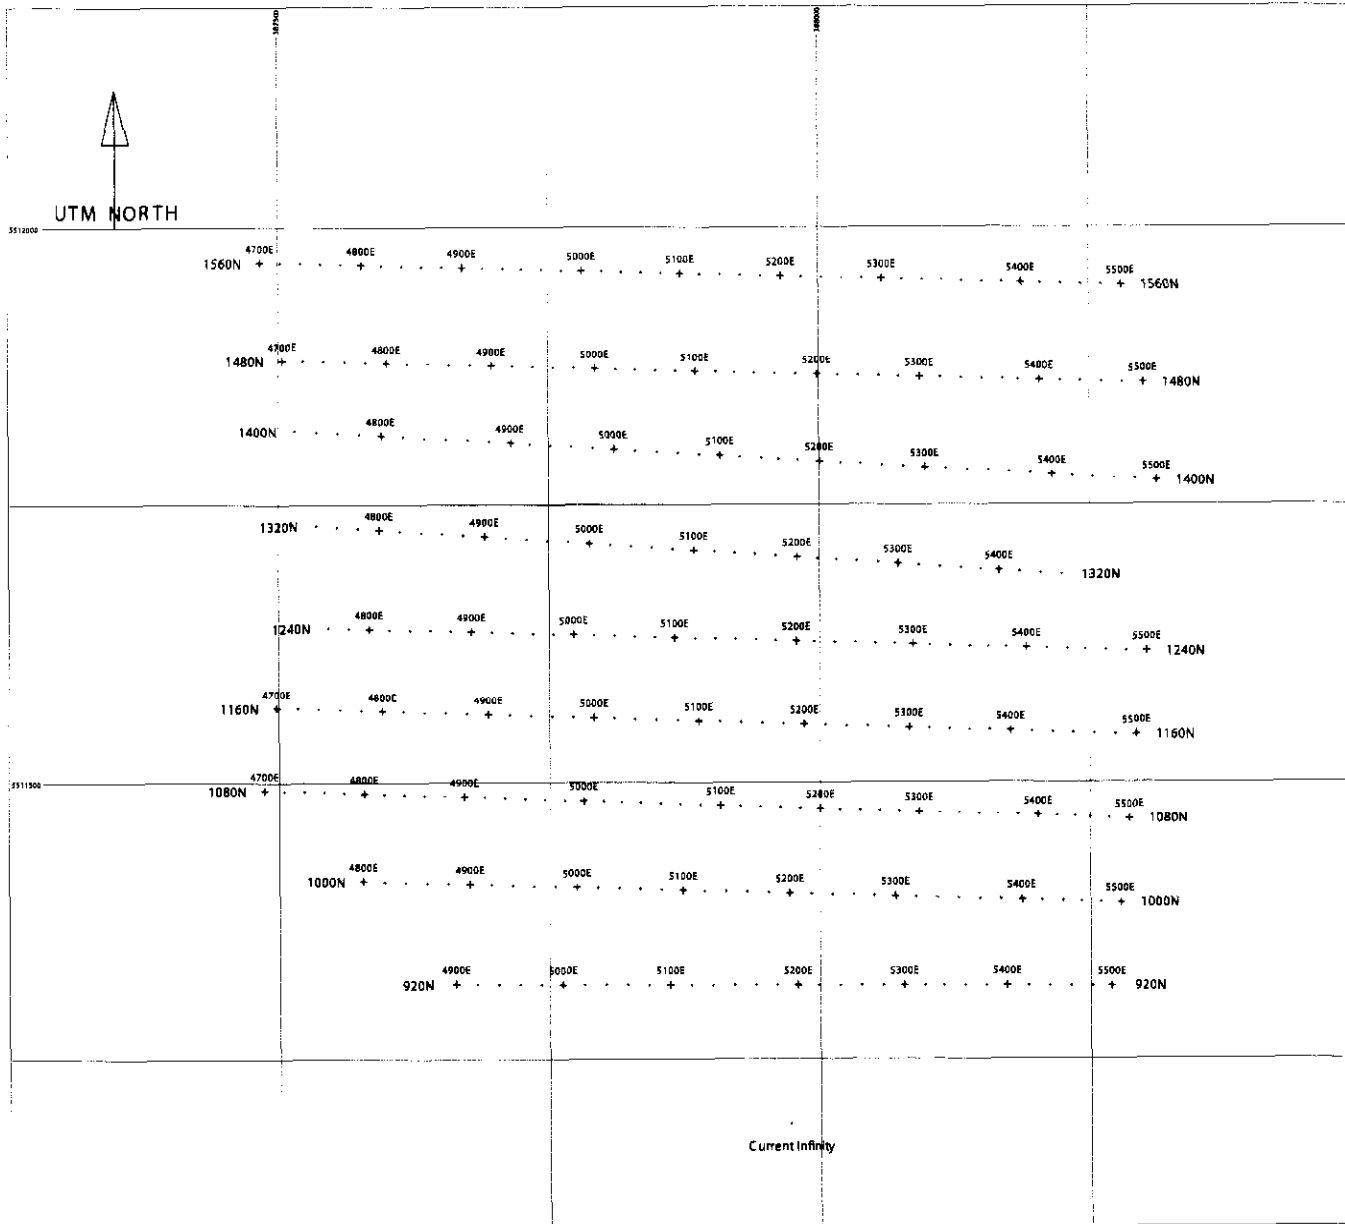 387500 388000
UTM NORTH
5512000
4700E 4800E 4900E 5000E 5100E 5200E 5300E 5400E 5500E
1560N 1560N
4700E 4800E 4900E 5000E 5100E 5200E 5300E 5400E 5500E
1480N 1480N
4800E 4900E 5000E 5100E 5200E 5300E 5400E 5500E
1400N 1400N
4800E 4900E 5000E 5100E 5200E 5300E 5400E
1320N 1320N
4800E 4900E 5000E 5100E 5200E 5300E 5400E 5500E
1240N 1240N
4700E 4800E 4900E 5000E 5100E 5200E 5300E 5400E 5500E
1160N 1160N
5511500
4700E 4800E 4900E 5000E 5100E 5200E 5300E 5400E 5500E
1080N 1080N
4800E 4900E 5000E 5100E 5200E 5300E 5400E 5500E
1000N 1000N
4900E 5000E 5100E 5200E 5300E 5400E 5500E
920N 920N
Current Infinity